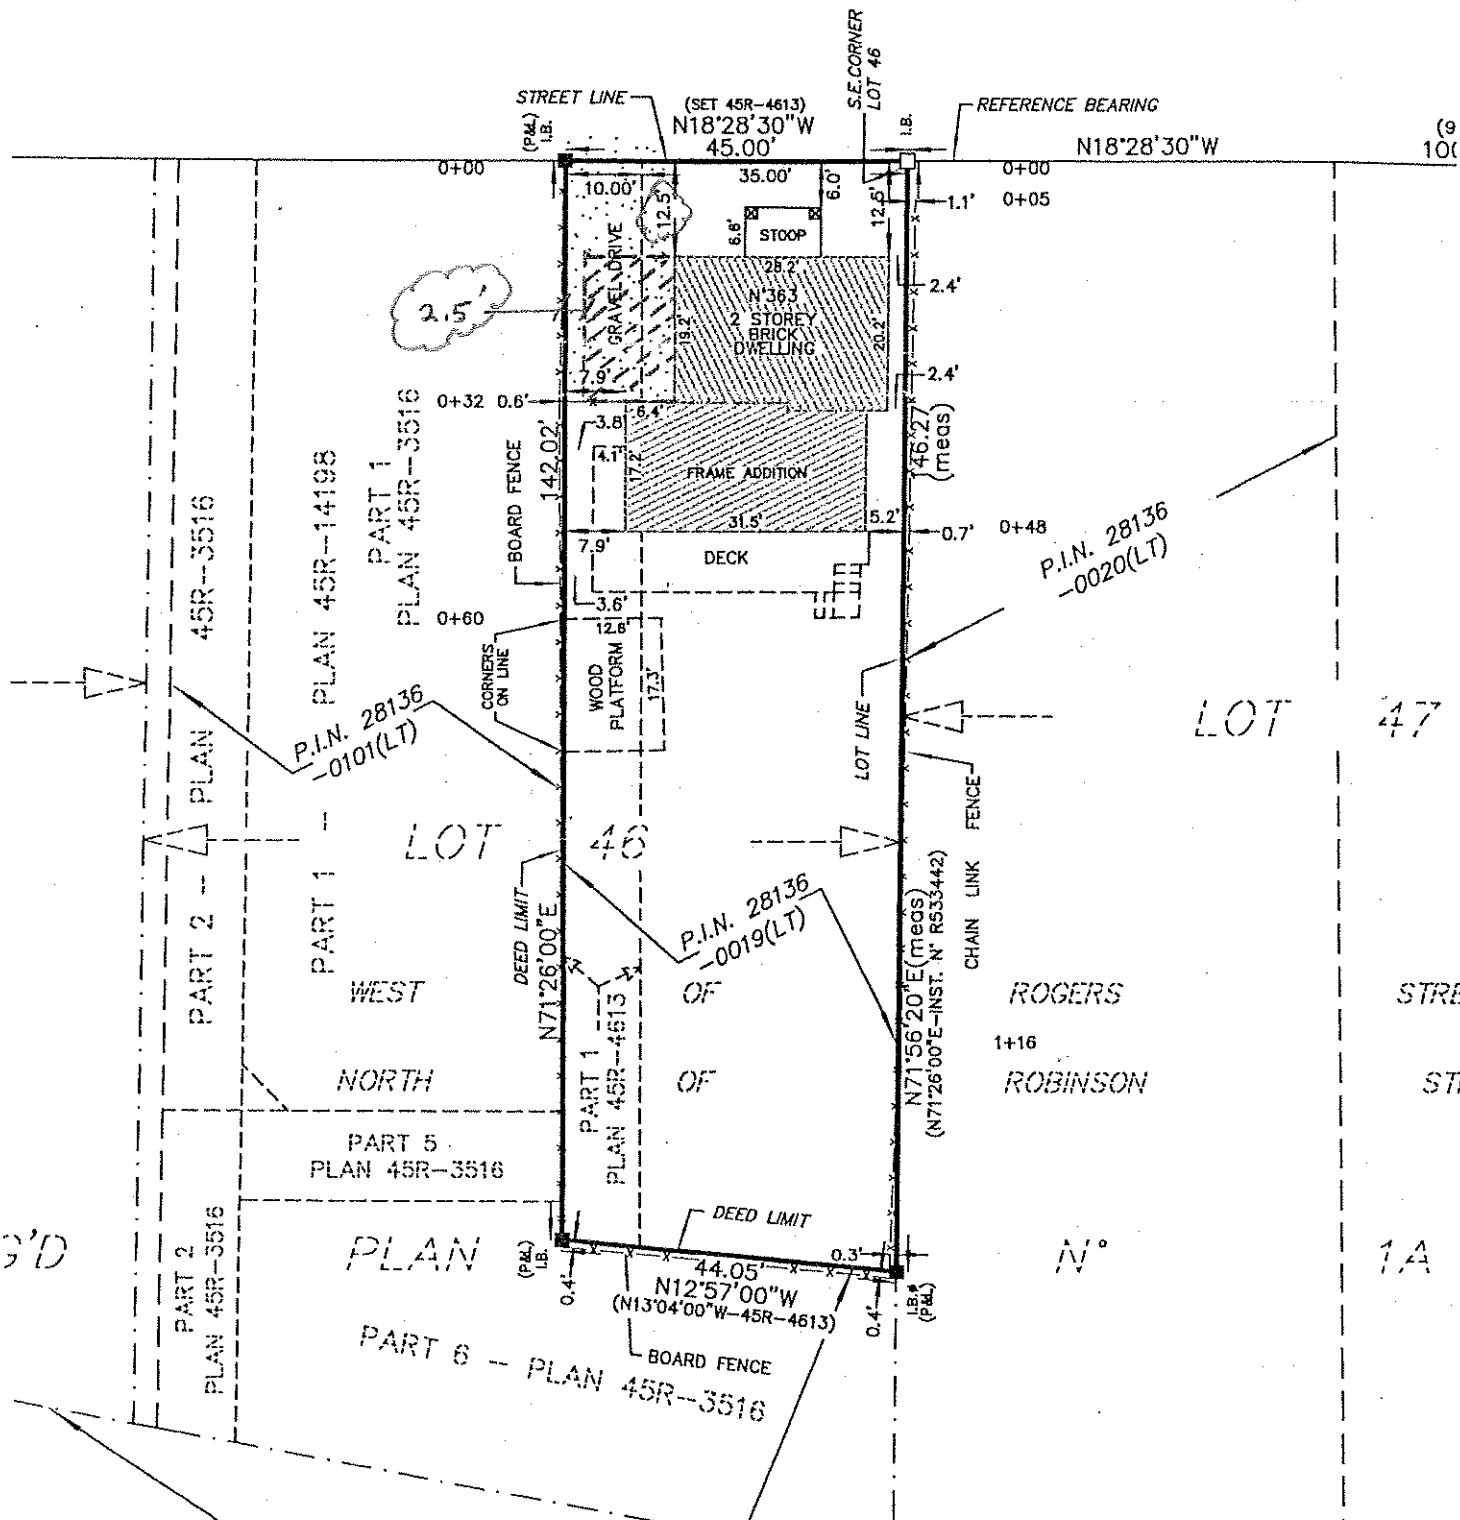 S.E.CORNER
LOT 46
STREET LINE
(SET 45R-4613)
N18°28'30"W
45.00'
(P&L)
I.B.
I.B.
REFERENCE BEARING
N18°28'30"W
(9
100
0+00
10.00'
35.00'
6.0'
12.5'
12.5'
0+00
1.1'
0+05
6.6'
STOOP
GRAVEL DRIVE
2.5'
28.2'
N°363
2 STOREY
BRICK
DWELLING
19.2'
20.2'
2.4'
2.4'
7.9'
0+32
0.6'
6.4'
3.8'
4.1'
17.2'
FRAME ADDITION
31.5'
5.2'
0.7'
0+48
146.27
(meas)
142.02'
BOARD FENCE
PART 1
PLAN 45R-3516
PART 1 - PLAN 45R-14198
PART 2 - PLAN 45R-3516
7.9'
DECK
3.6'
0+60
12.6'
CORNERS
ON LINE
WOOD
PLATFORM
17.3'
P.I.N. 28136
-0020(LT)
P.I.N. 28136
-0101(LT)
LOT LINE
LOT 47
LOT 46
CHAIN LINK FENCE
DEED LIMIT
N71°26'00"E
P.I.N. 28136
-0019(LT)
N71°56'20"E(meas)
(N71°26'00"E-INST. N° R533442)
WEST OF ROGERS STRE
1+16
NORTH OF ROBINSON ST
PART 1
PLAN 45R-4613
PART 5
PLAN 45R-3516
PART 2
PLAN 45R-3516
DEED LIMIT
G'D PLAN N° 1A
(P&L)
I.B.
0.4'
0.3'
44.05'
N12°57'00"W
(N13°04'00"W-45R-4613)
0.4'
I.B.
(P&L)
BOARD FENCE
PART 6 - PLAN 45R-3516